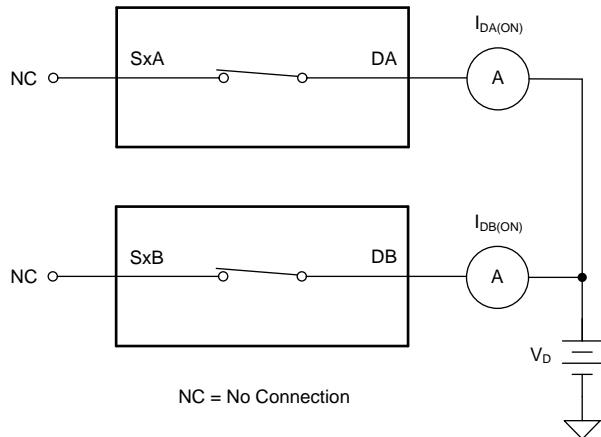 I_DA(ON)
SxA DA
NC A
I_DB(ON)
SxB DB
NC A
V_D
NC = No Connection